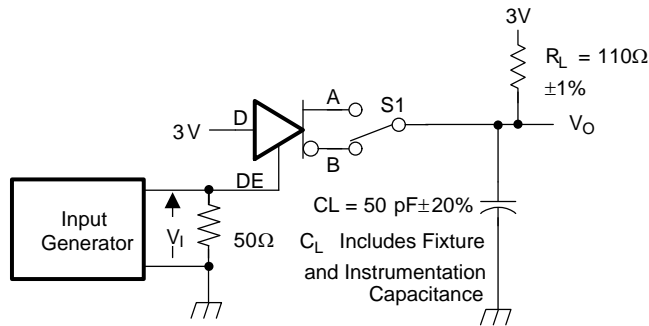 3V
R_L = 110Ω
±1%
A
S1
3V
D
V_O
B
DE
CL = 50 pF±20%
Input
Generator
V_I
50Ω
C_L Includes Fixture
and Instrumentation
Capacitance